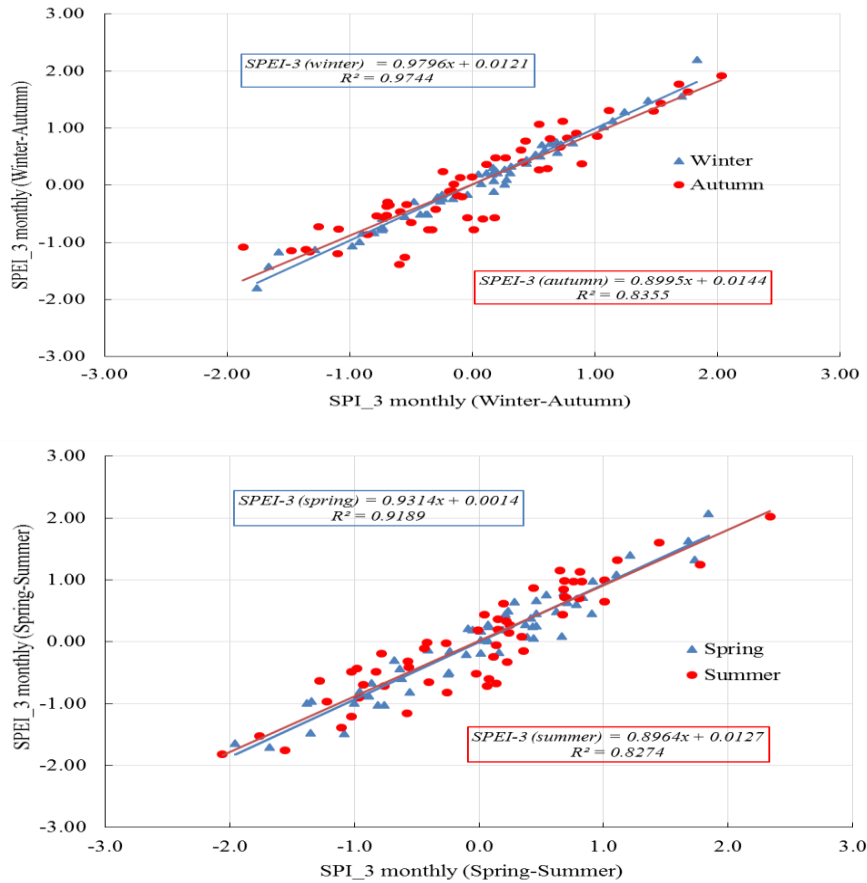 3.00
2.00
1.00
0.00
-1.00
-2.00
-3.00
SPEI_3 monthly (Winter-Autumn)
SPEI-3 (winter) = 0.9796x + 0.0121
R² = 0.9744
Winter
Autumn
SPEI-3 (autumn) = 0.8995x + 0.0144
R² = 0.8355
-3.00 -2.00 -1.00 0.00 1.00 2.00 3.00
SPI_3 monthly (Winter-Autumn)
3.00
2.00
1.00
0.00
-1.00
-2.00
-3.00
SPEI_3 monthly (Spring-Summer)
SPEI-3 (spring) = 0.9314x + 0.0014
R² = 0.9189
Spring
Summer
SPEI-3 (summer) = 0.8964x + 0.0127
R² = 0.8274
-3.0 -2.0 -1.0 0.0 1.0 2.0 3.0
SPI_3 monthly (Spring-Summer)